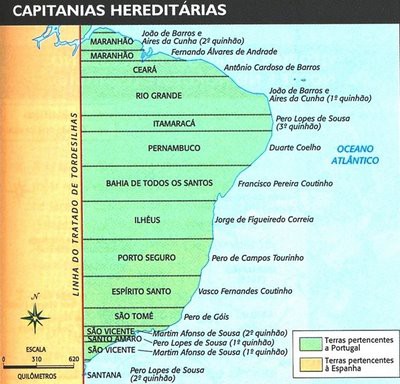 CAPITANIAS HEREDITÁRIAS
João de Barros e
Aires da Cunha (2º quinhão)
MARANHÃO
MARANHÃO
Fernando Álvares de Andrade
CEARÁ
Antônio Cardoso de Barros
RIO GRANDE
João de Barros e
Aires da Cunha (1º quinhão)
ITAMARACÁ
Pero Lopes de Sousa
(3º quinhão)
PERNAMBUCO
Duarte Coelho
OCEANO
ATLÂNTICO
BAHIA DE TODOS OS SANTOS
Francisco Pereira Coutinho
LINHA DO TRATADO DE TORDESILHAS
ILHÉUS
Jorge de Figueiredo Correia
PORTO SEGURO
Pero de Campos Tourinho
ESPÍRITO SANTO
Vasco Fernandes Coutinho
SÃO TOMÉ
Pero de Góis
SÃO VICENTE
Martim Afonso de Sousa (2º quinhão)
SANTO AMARO
Pero Lopes de Sousa (1º quinhão)
SÃO VICENTE
Martim Afonso de Sousa (1º quinhão)
SANTANA
Pero Lopes de Sousa
(2º quinhão)
N
ESCALA
0 310 620
QUILÔMETROS
Terras pertencentes
a Portugal
Terras pertencentes
à Espanha